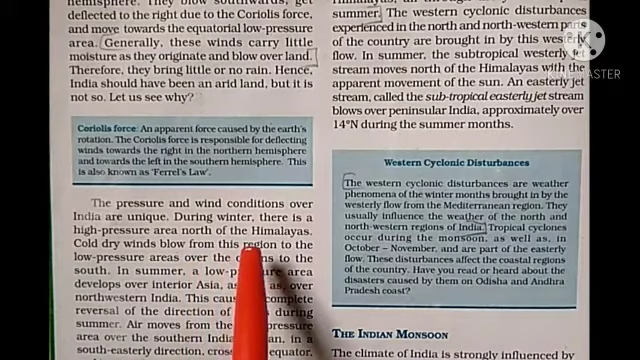 hemisphere. They blow southwards, get
deflected to the right due to the Coriolis force,
and move towards the equatorial low-pressure
area. Generally, these winds carry little
moisture as they originate and blow over land.
Therefore, they bring little or no rain. Hence,
India should have been an arid land, but it is
not so. Let us see why?
Coriolis force: An apparent force caused by the earth's
rotation. The Coriolis force is responsible for deflecting
winds towards the right in the northern hemisphere
and towards the left in the southern hemisphere. This
is also known as 'Ferrel's Law'.
The pressure and wind conditions over
India are unique. During winter, there is a
high-pressure area north of the Himalayas.
Cold dry winds blow from this region to the
low-pressure areas over the oceans to the
south. In summer, a low-pressure area
develops over interior Asia, as as, over
northwestern India. This complete
reversal of the direction of during
summer. Air moves from the pressure
area over the southern Indian in a
south-easterly direction, equator,
summer. The western cyclonic disturbances
experienced in the north and north-western parts
of the country are brought in by this westerly
flow. In summer, the subtropical westerly jet
stream moves north of the Himalayas with the
apparent movement of the sun. An easterly jet
stream, called the sub-tropical easterly jet stream
blows over peninsular India, approximately over
14°N during the summer months.
Western Cyclonic Disturbances
The western cyclonic disturbances are weather
phenomena of the winter months brought in by the
westerly flow from the Mediterranean region. They
usually influence the weather of the north and
north-western regions of India. Tropical cyclones
occur during the monsoon, as well as, in
October - November, and are part of the easterly
flow. These disturbances affect the coastal regions
of the country. Have you read or heard about the
disasters caused by them on Odisha and Andhra
Pradesh coast?
THE INDIAN MONSOON
The climate of India is strongly influenced by